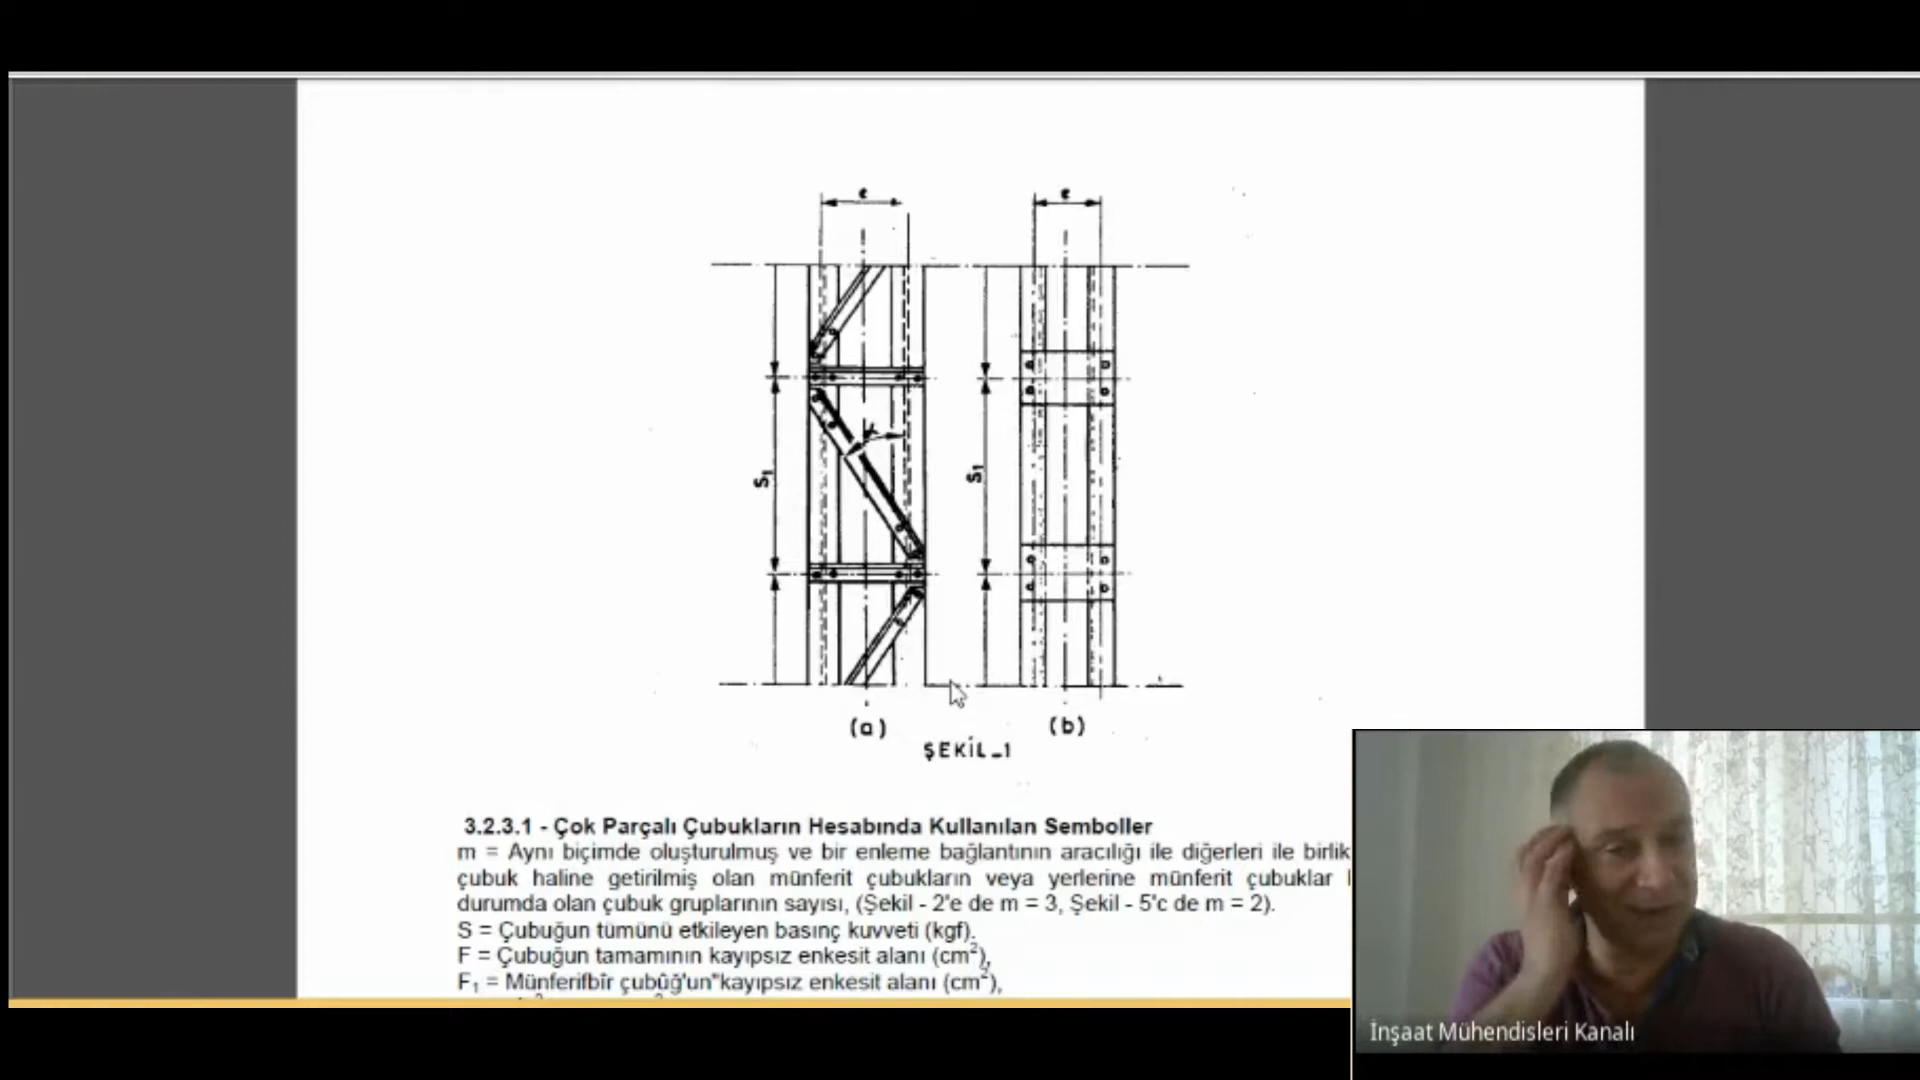 e e
S₁ S₁
(a) (b)
ŞEKİL_1
3.2.3.1 - Çok Parçalı Çubukların Hesabında Kullanılan Semboller
m = Aynı biçimde oluşturulmuş ve bir enleme bağlantının aracılığı ile diğerleri ile birlik
çubuk haline getirilmiş olan münferit çubukların veya yerlerine münferit çubuklar
durumda olan çubuk gruplarının sayısı, (Şekil - 2'e de m = 3, Şekil - 5'c de m = 2).
S = Çubuğun tümünü etkileyen basınç kuvveti (kgf).
F = Çubuğun tamamının kayıpsız enkesit alanı (cm²),
F₁ = Münferifbîr çubûğ'un"kayıpsız enkesit alanı (cm²),
İnşaat Mühendisleri Kanalı